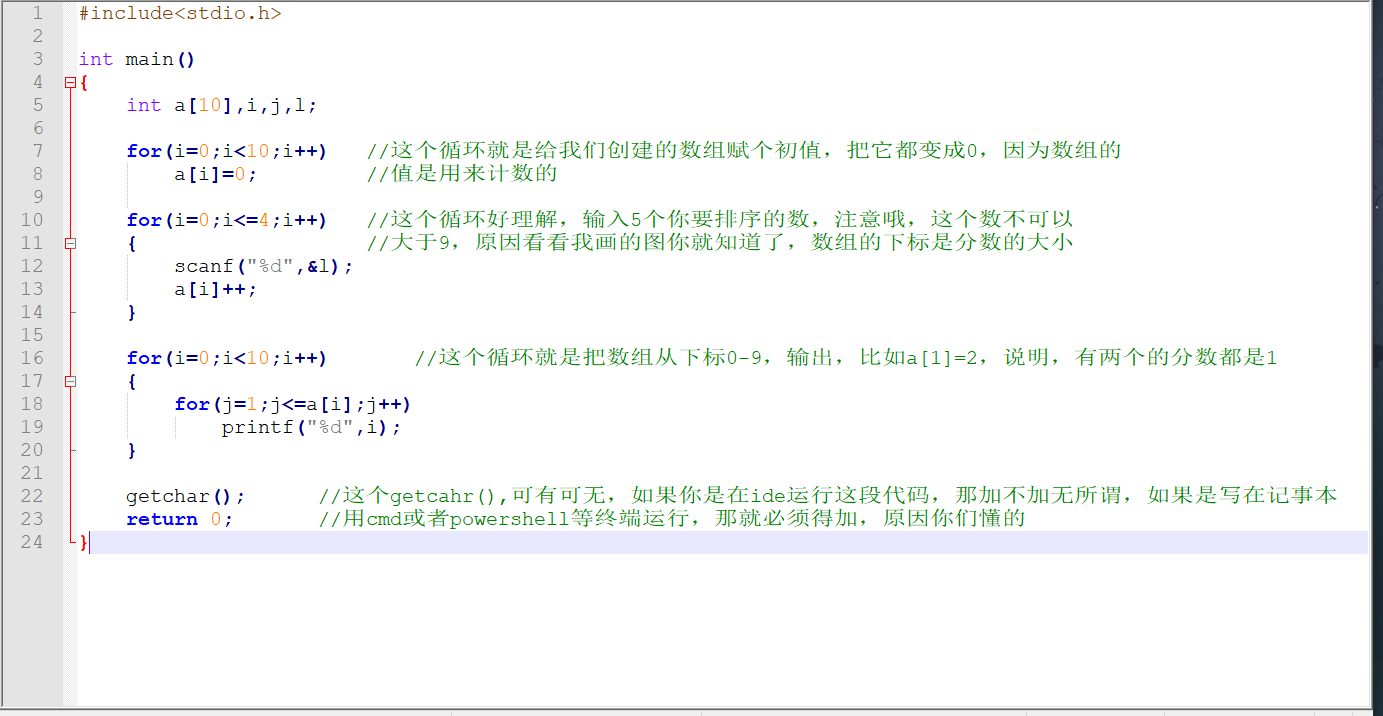 1 #include<stdio.h>
2
3 int main()
4 {
5 int a[10],i,j,l;
6
7 for(i=0;i<10;i++) //这个循环就是给我们创建的数组赋个初值，把它都变成0，因为数组的
8 a[i]=0; //值是用来计数的
9
10 for(i=0;i<=4;i++) //这个循环好理解，输入5个你要排序的数，注意哦，这个数不可以
11 { //大于9，原因看看我画的图你就知道了，数组的下标是分数的大小
12 scanf("%d",&l);
13 a[i]++;
14 }
15
16 for(i=0;i<10;i++) //这个循环就是把数组从下标0-9，输出，比如a[1]=2，说明，有两个的分数都是1
17 {
18 for(j=1;j<=a[i];j++)
19 printf("%d",i);
20 }
21
22 getchar(); //这个getcahr(),可有可无，如果你是在ide运行这段代码，那加不加无所谓，如果是写在记事本
23 return 0; //用cmd或者powershell等终端运行，那就必须得加，原因你们懂的
24 }